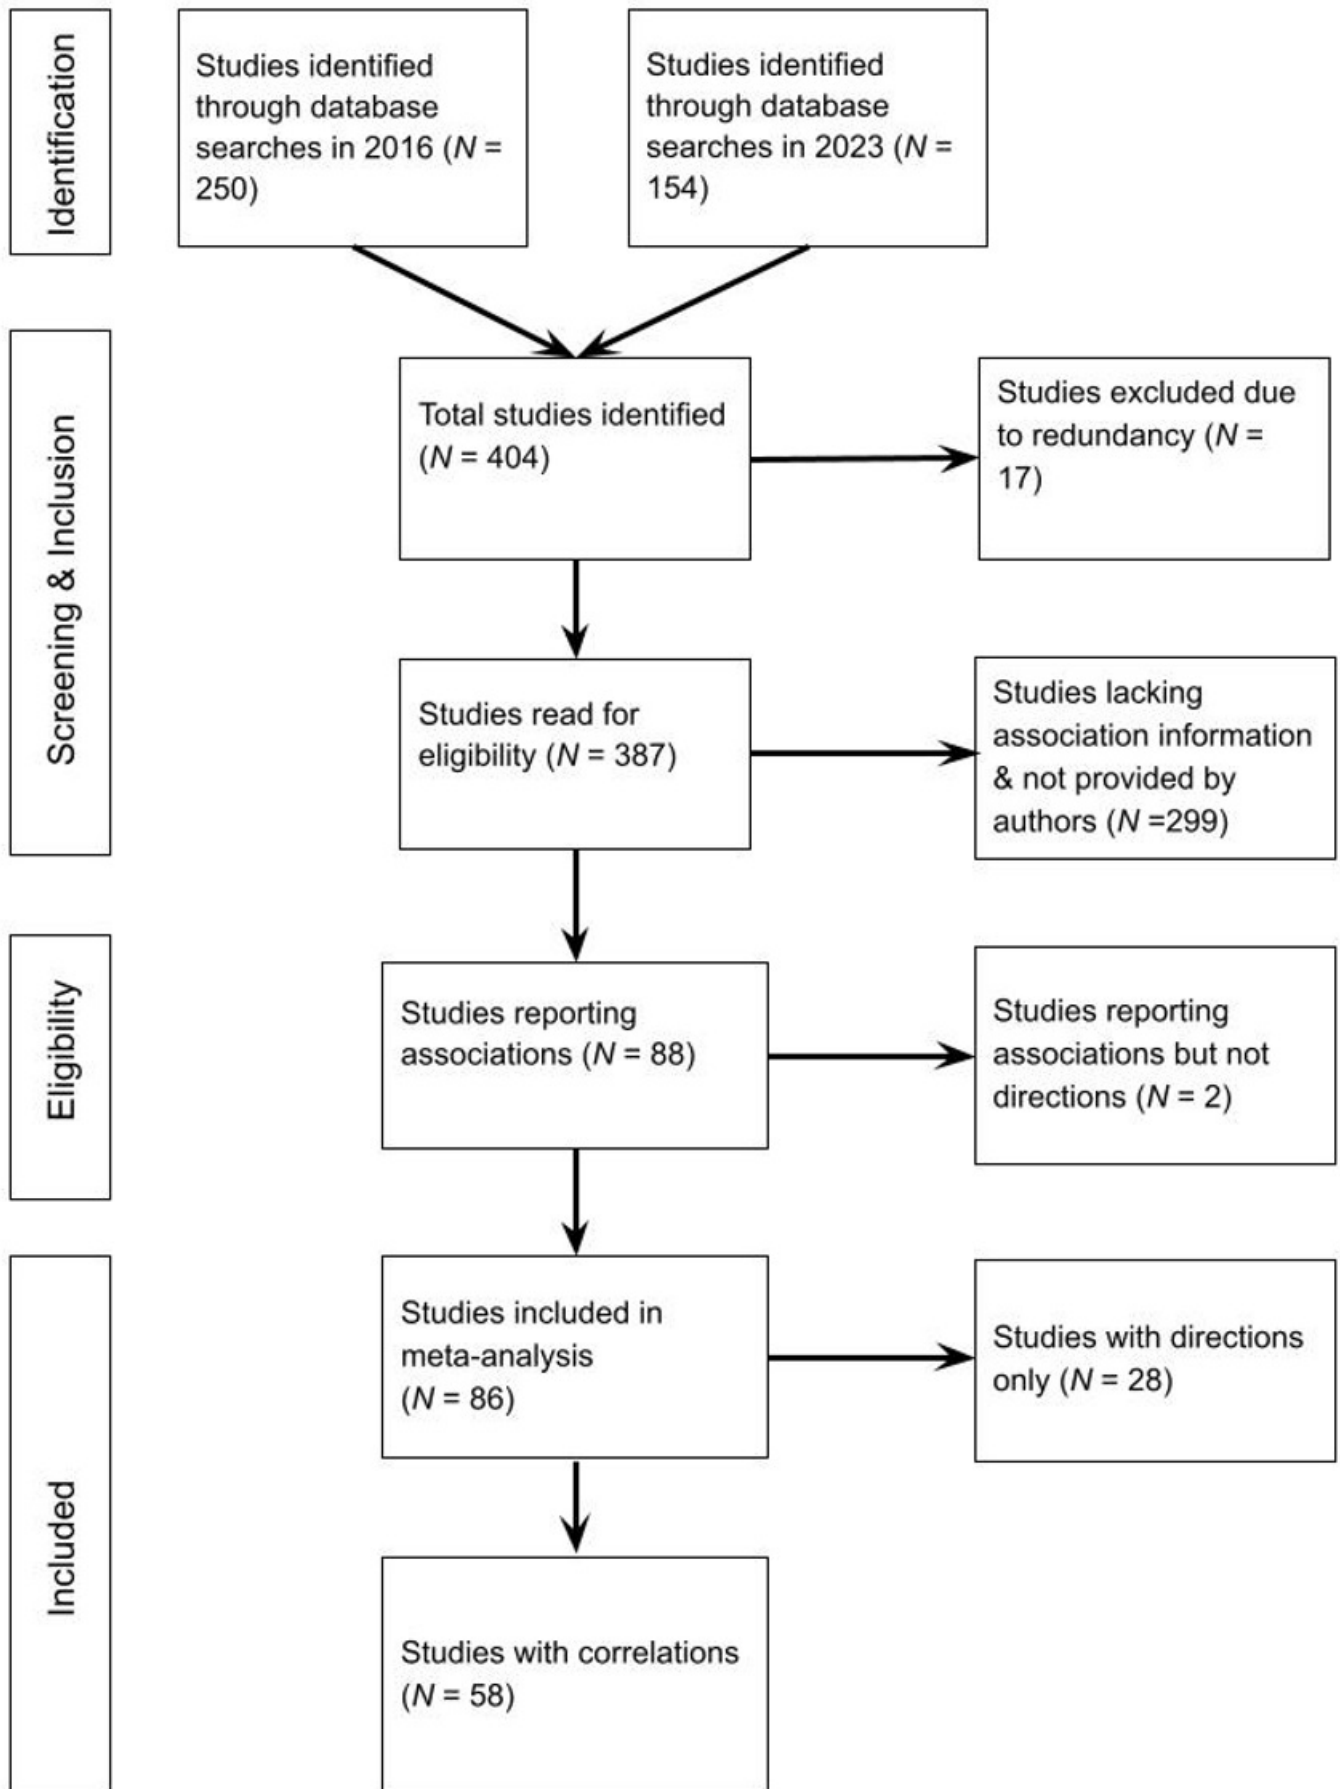 Identification
Studies identified
through database
searches in 2016 (N =
250)
Studies identified
through database
searches in 2023 (N =
154)
Screening & Inclusion
Total studies identified
(N = 404)
Studies excluded due
to redundancy (N =
17)
Studies read for
eligibility (N = 387)
Studies lacking
association information
& not provided by
authors (N =299)
Eligibility
Studies reporting
associations (N = 88)
Studies reporting
associations but not
directions (N = 2)
Included
Studies included in
meta-analysis
(N = 86)
Studies with directions
only (N = 28)
Studies with correlations
(N = 58)